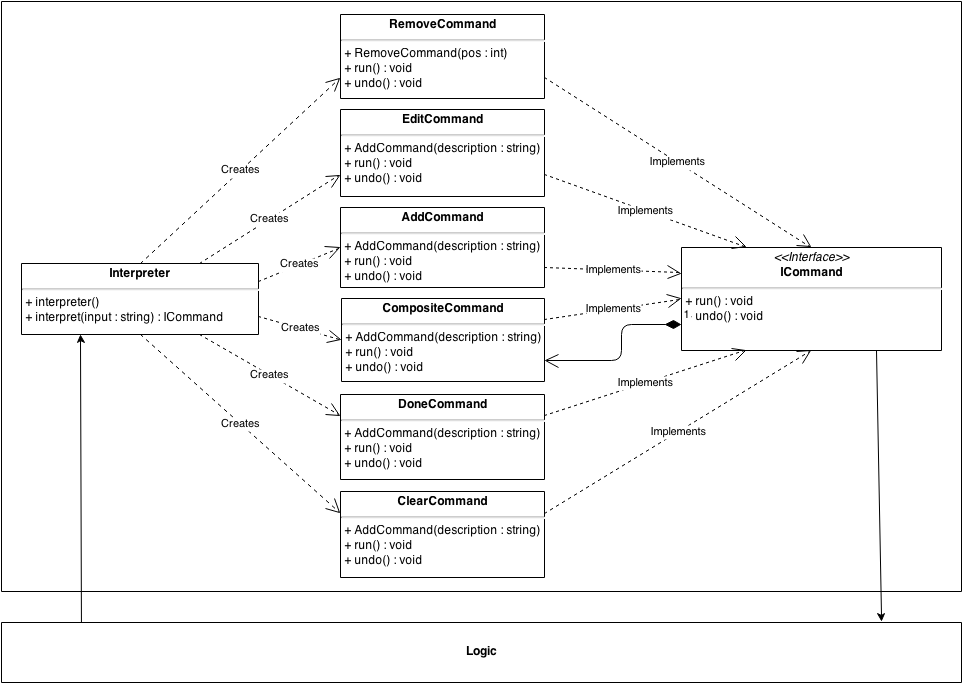 RemoveCommand
+ RemoveCommand(pos : int)
+ run() : void
+ undo() : void
EditCommand
+ AddCommand(description : string)
+ run() : void
+ undo() : void
AddCommand
+ AddCommand(description : string)
+ run() : void
+ undo() : void
CompositeCommand
+ AddCommand(description : string)
+ run() : void
+ undo() : void
DoneCommand
+ AddCommand(description : string)
+ run() : void
+ undo() : void
ClearCommand
+ AddCommand(description : string)
+ run() : void
+ undo() : void
Interpreter
+ interpreter()
+ interpret(input : string) : ICommand
Creates
Creates
Creates
Creates
Creates
Creates
Implements
Implements
Implements
Implements
Implements
Implements
<<Interface>>
ICommand
+ run() : void
1 undo() : void
Logic